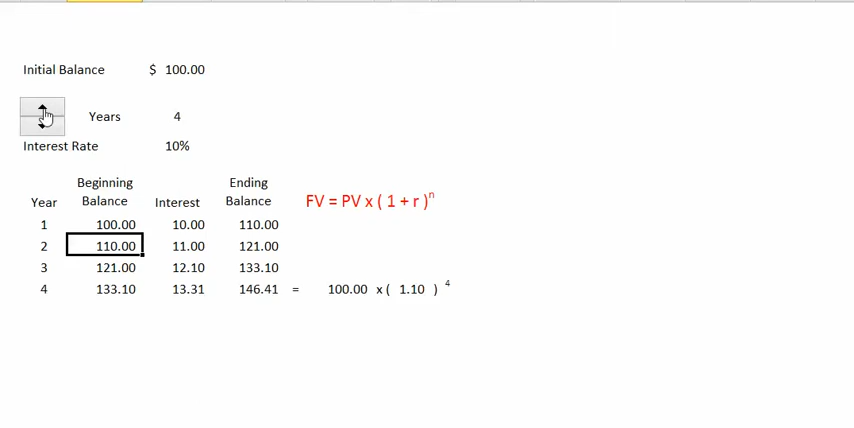 Initial Balance $ 100.00
Years 4
Interest Rate 10%
Beginning Ending
Year Balance Interest Balance FV = PV x ( 1 + r )^n
1 100.00 10.00 110.00
2 110.00 11.00 121.00
3 121.00 12.10 133.10
4 133.10 13.31 146.41 = 100.00 x ( 1.10 ) 4